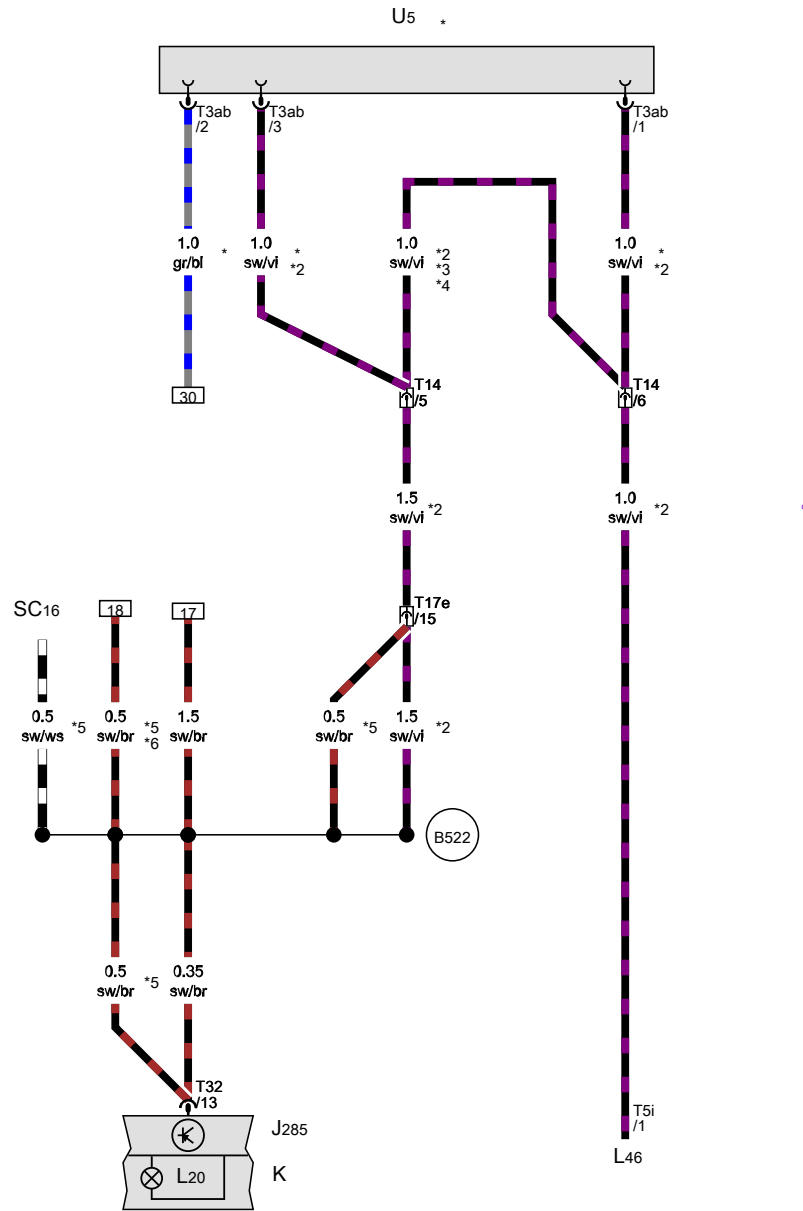 U5 *
T3ab
/2
T3ab
/3
T3ab
/1
1.0
gr/bl
*
1.0
sw/vi
*
*2
1.0
sw/vi
*2
*3
*4
1.0
sw/vi
*
*2
30
T14
/5
T14
/6
1.5
sw/vi
*2
1.0
sw/vi
*2
SC16
18
17
T17e
/15
0.5
sw/ws
*5
0.5
sw/br
*5
*6
1.5
sw/br
0.5
sw/br
*5
1.5
sw/vi
*2
B522
0.5
sw/br
*5
0.35
sw/br
T32
/13
T5i
/1
J285
L46
L20
K